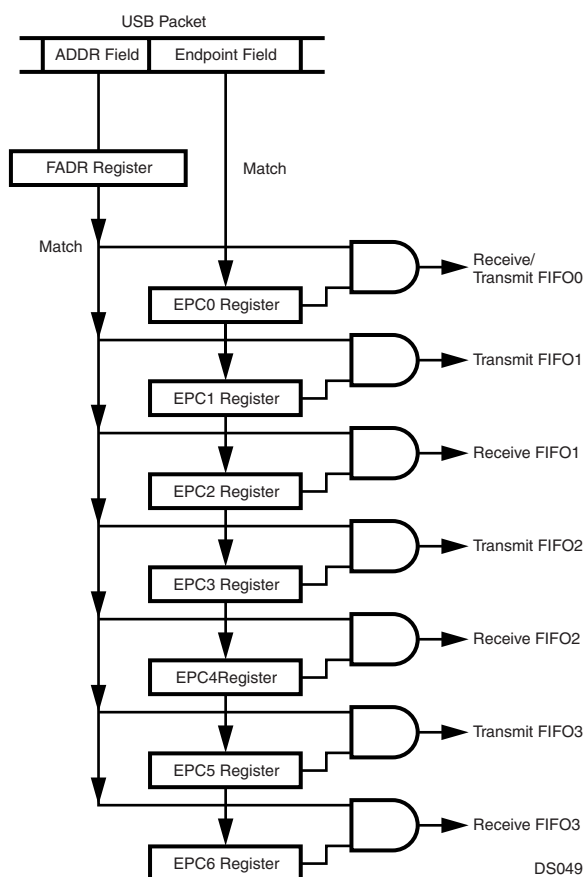 USB Packet
ADDR Field
Endpoint Field
FADR Register
Match
Match
Receive/
Transmit FIFO0
EPC0 Register
Transmit FIFO1
EPC1 Register
Receive FIFO1
EPC2 Register
Transmit FIFO2
EPC3 Register
Receive FIFO2
EPC4Register
Transmit FIFO3
EPC5 Register
Receive FIFO3
EPC6 Register
DS049